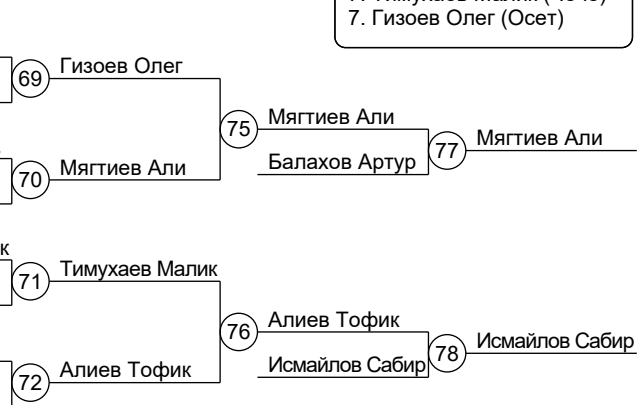 7. Гизоев Олег (Осет)
69
Гизоев Олег
75
Мягтиев Али
77
Мягтиев Али
Балахов Артур
70
Мягтиев Али
к
71
Тимухаев Малик
76
Алиев Тофик
78
Исмайлов Сабир
Исмайлов Сабир
72
Алиев Тофик